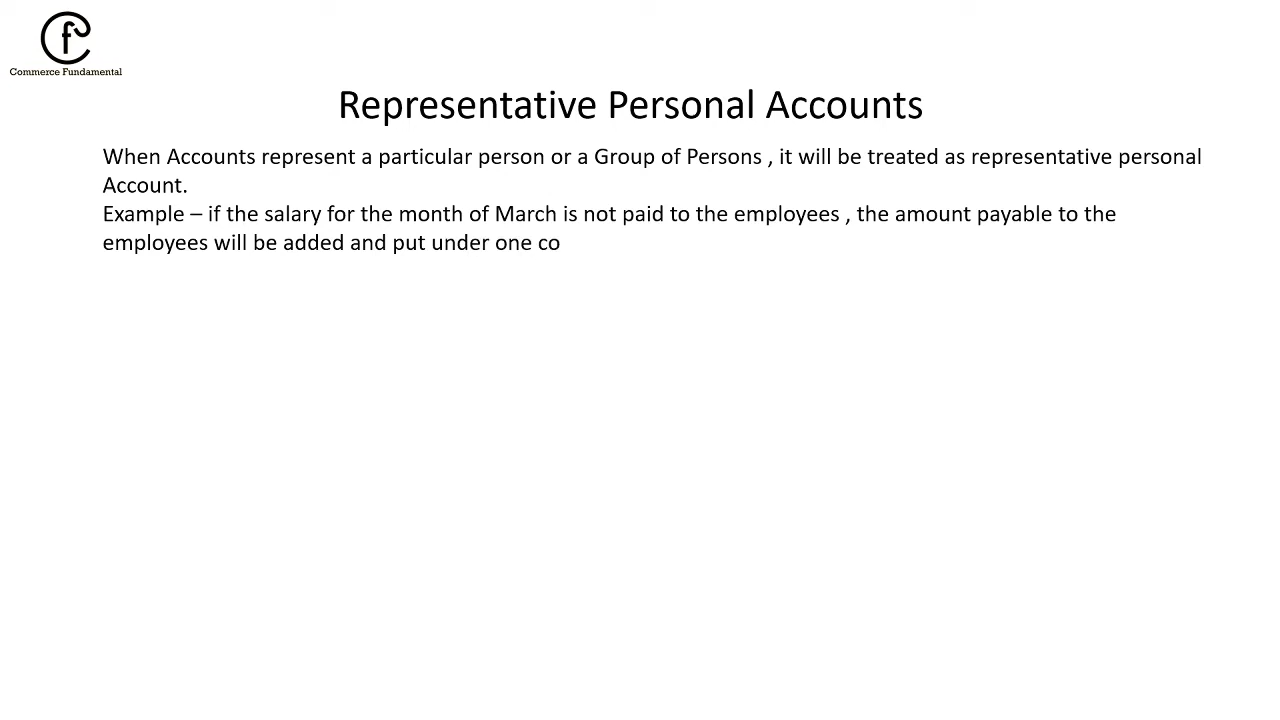 Commerce Fundamental
Representative Personal Accounts
When Accounts represent a particular person or a Group of Persons , it will be treated as representative personal
Account.
Example – if the salary for the month of March is not paid to the employees , the amount payable to the
employees will be added and put under one co